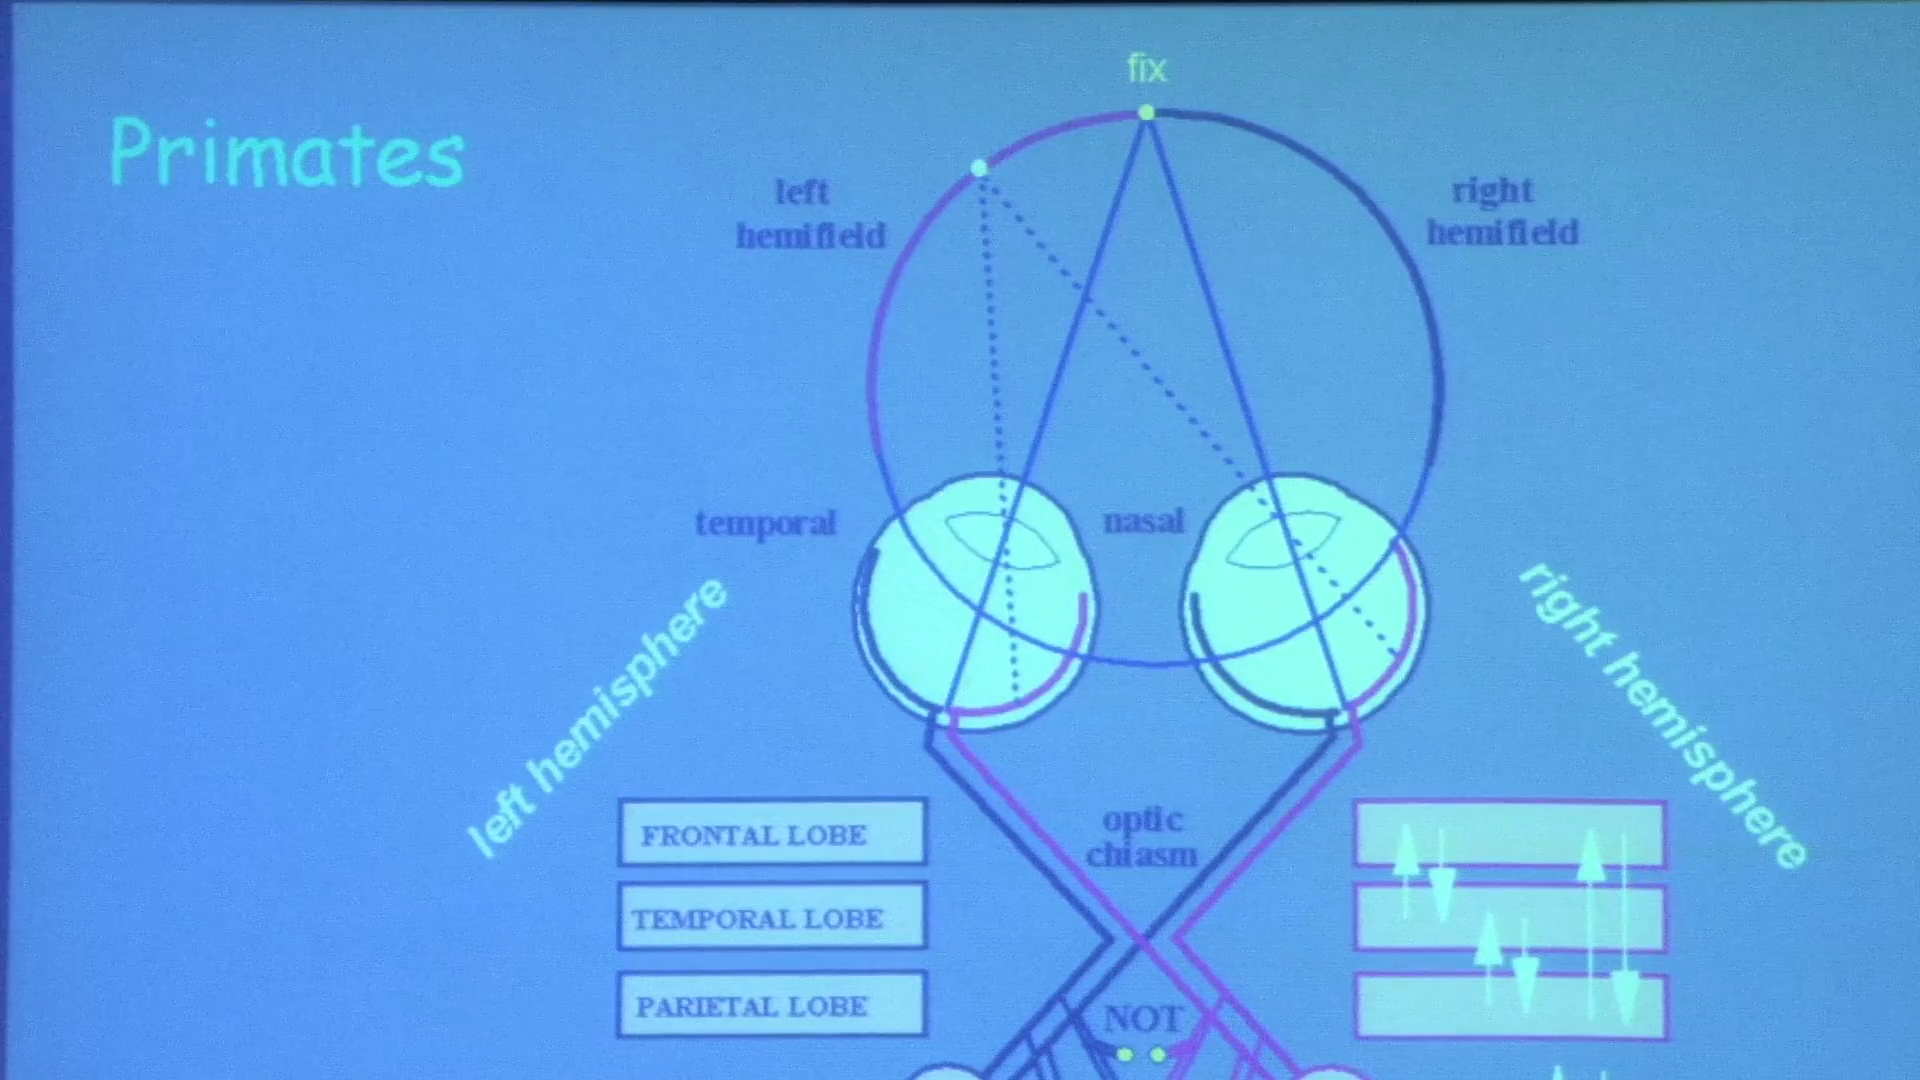 fix
Primates
left
hemifield
right
hemifield
temporal
nasal
left hemisphere
right hemisphere
optic
chiasm
FRONTAL LOBE
TEMPORAL LOBE
PARIETAL LOBE
NOT